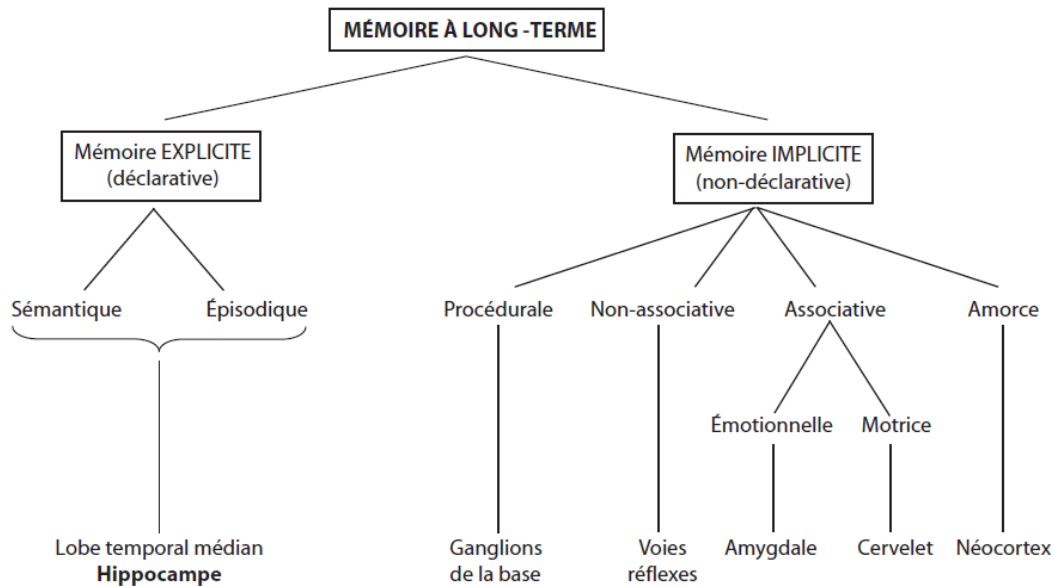 MÉMOIRE À LONG -TERME
Mémoire EXPLICITE
(déclarative)
Mémoire IMPLICITE
(non-déclarative)
Sémantique
Épisodique
Procédurale
Non-associative
Associative
Amorce
Émotionnelle
Motrice
Lobe temporal médian
Hippocampe
Ganglions
de la base
Voies
réflexes
Amygdale
Cervelet
Néocortex